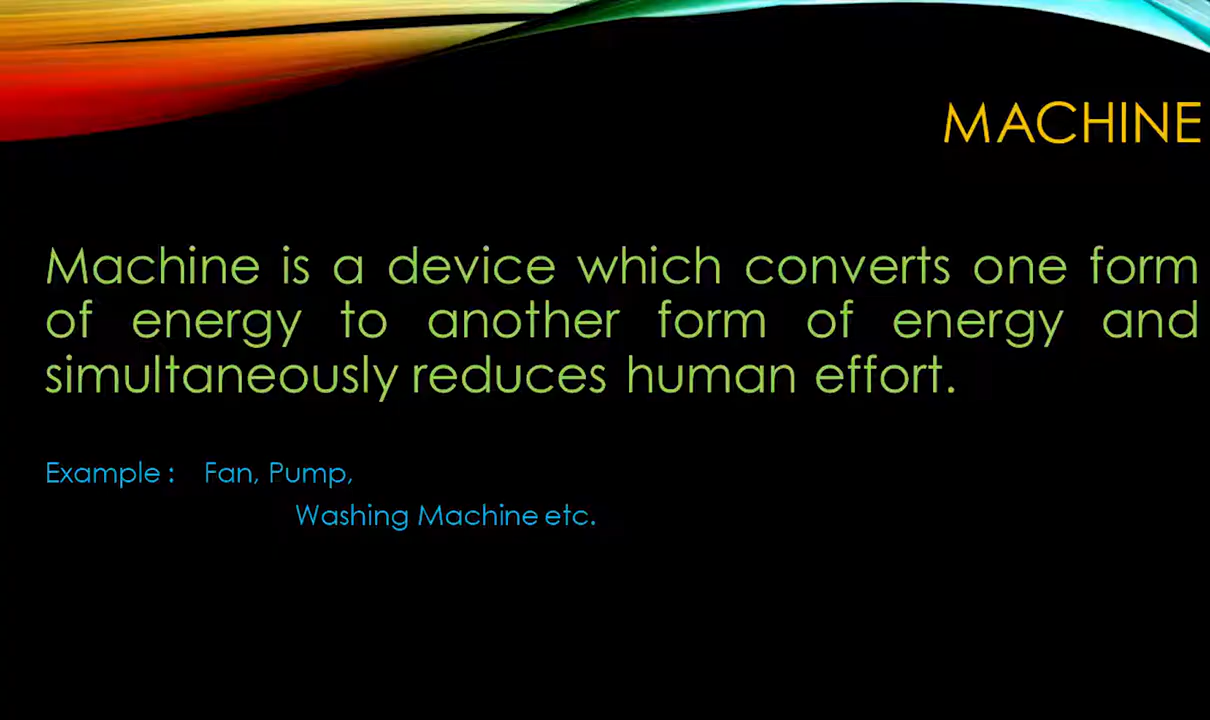 MACHINE
Machine is a device which converts one form
of energy to another form of energy and
simultaneously reduces human effort.
Example : Fan, Pump,
Washing Machine etc.